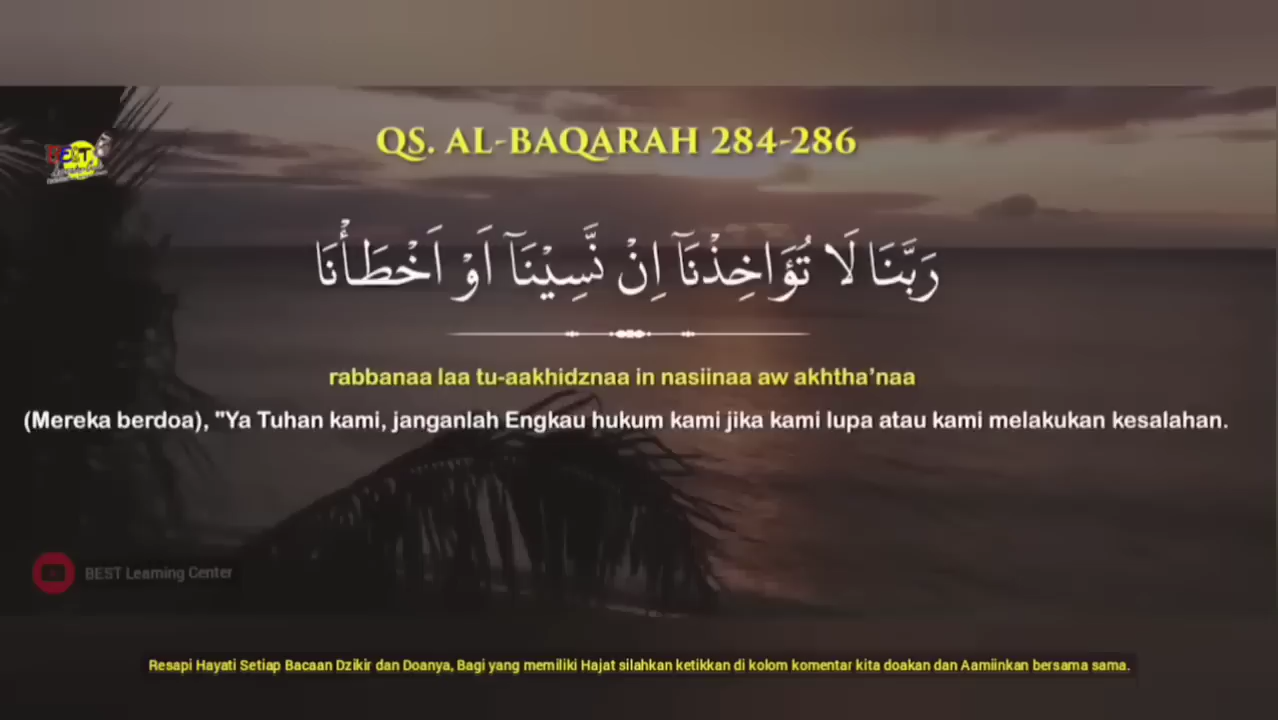 QS. AL-BAQARAH 284-286
رَبَّنَا لَا تُؤَاخِذْنَآ اِنْ نَّسِيْنَآ اَوْ اَخْطَأْنَا
rabbanaa laa tu-aakhidznaa in nasiinaa aw akhtha’naa
(Mereka berdoa), "Ya Tuhan kami, janganlah Engkau hukum kami jika kami lupa atau kami melakukan kesalahan.
BEST Learning Center
Resapi Hayati Setiap Bacaan Dzikir dan Doanya, Bagi yang memiliki Hajat silahkan ketikkan di kolom komentar kita doakan dan Aamiinkan bersama sama.